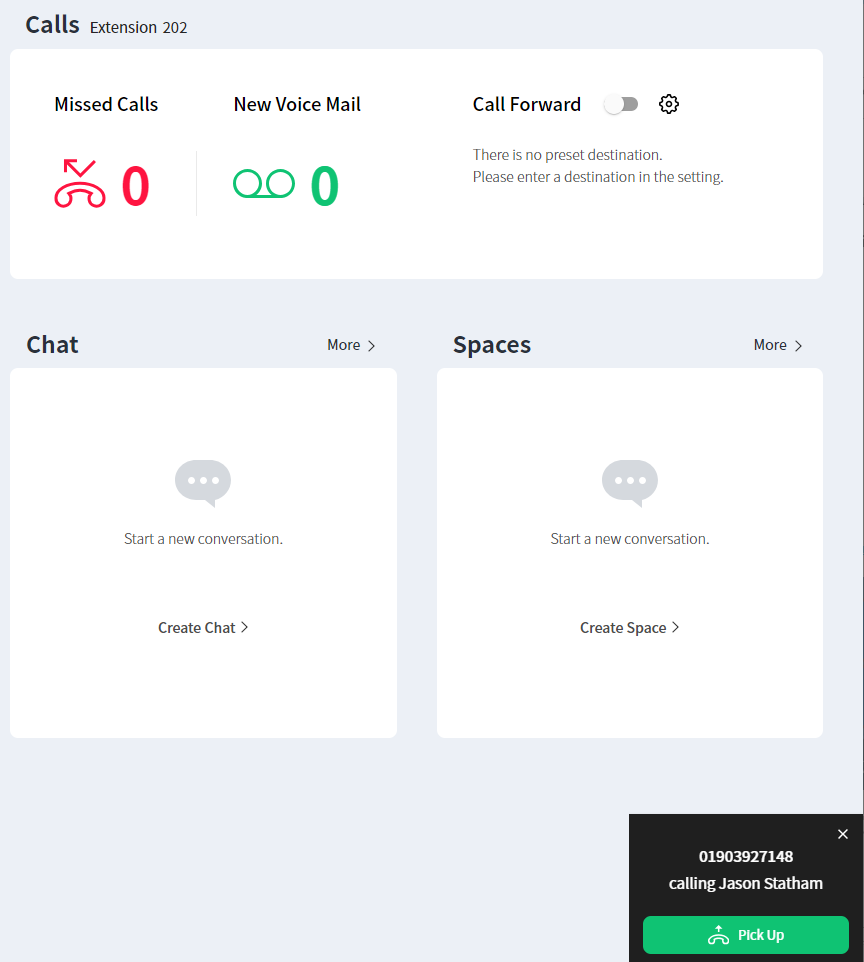 Calls Extension 202
Missed Calls
New Voice Mail
Call Forward
0
0
There is no preset destination.
Please enter a destination in the setting.
Chat
More
Spaces
More
Start a new conversation.
Start a new conversation.
Create Chat
Create Space
01903927148
calling Jason Statham
Pick Up